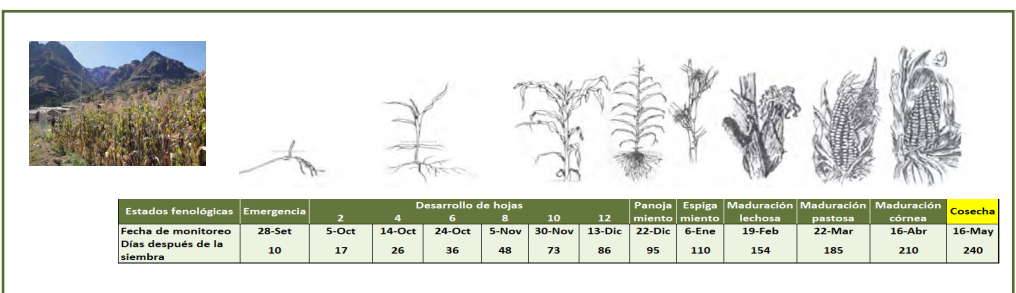 Estados fenológicos Emergencia Desarrollo de hojas Panoja miento Espiga miento Maduración lechosa Maduración pastosa Maduración córnea Cosecha
2 4 6 8 10 12
Fecha de monitoreo 28-Set 5-Oct 14-Oct 24-Oct 5-Nov 30-Nov 13-Dic 22-Dic 6-Ene 19-Feb 22-Mar 16-Abr 16-May
Días después de la siembra 10 17 26 36 48 73 86 95 110 154 185 210 240